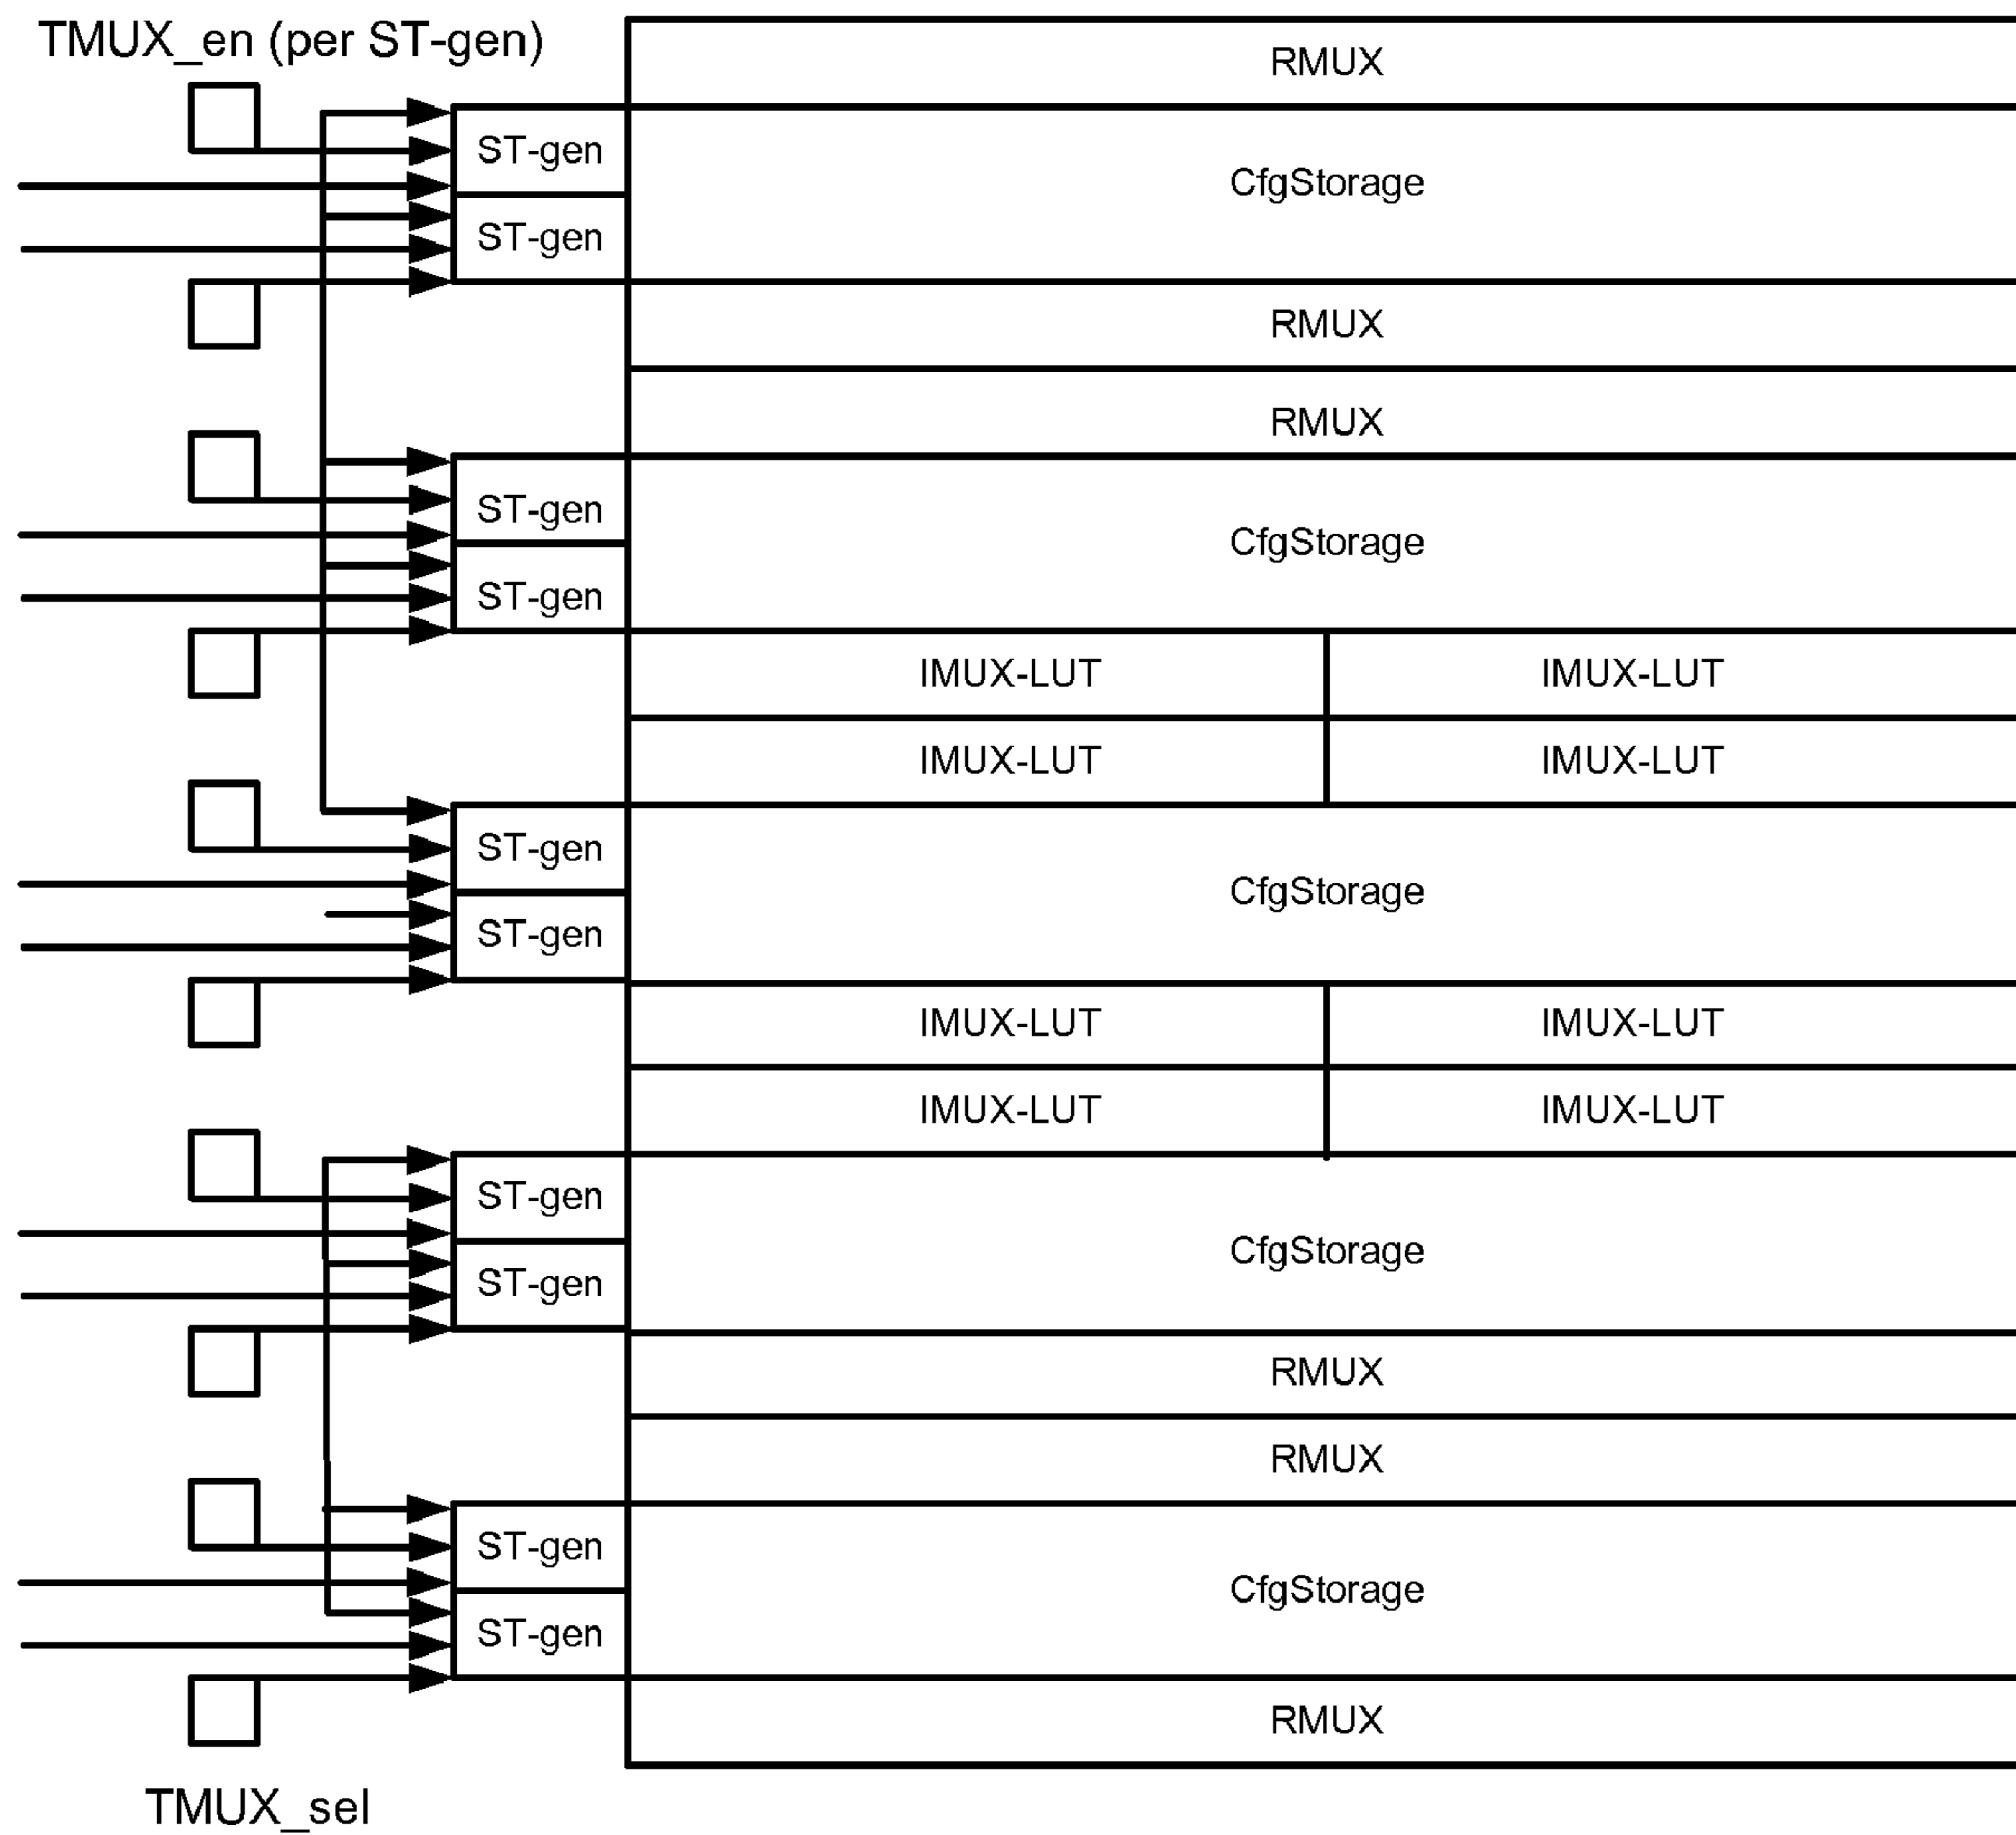 TMUX_en (per ST-gen)
RMUX
ST-gen
CfgStorage
ST-gen
RMUX
RMUX
ST-gen
CfgStorage
ST-gen
IMUX-LUT IMUX-LUT
IMUX-LUT IMUX-LUT
ST-gen
CfgStorage
ST-gen
IMUX-LUT IMUX-LUT
IMUX-LUT IMUX-LUT
ST-gen
CfgStorage
ST-gen
RMUX
RMUX
ST-gen
CfgStorage
ST-gen
RMUX
TMUX_sel